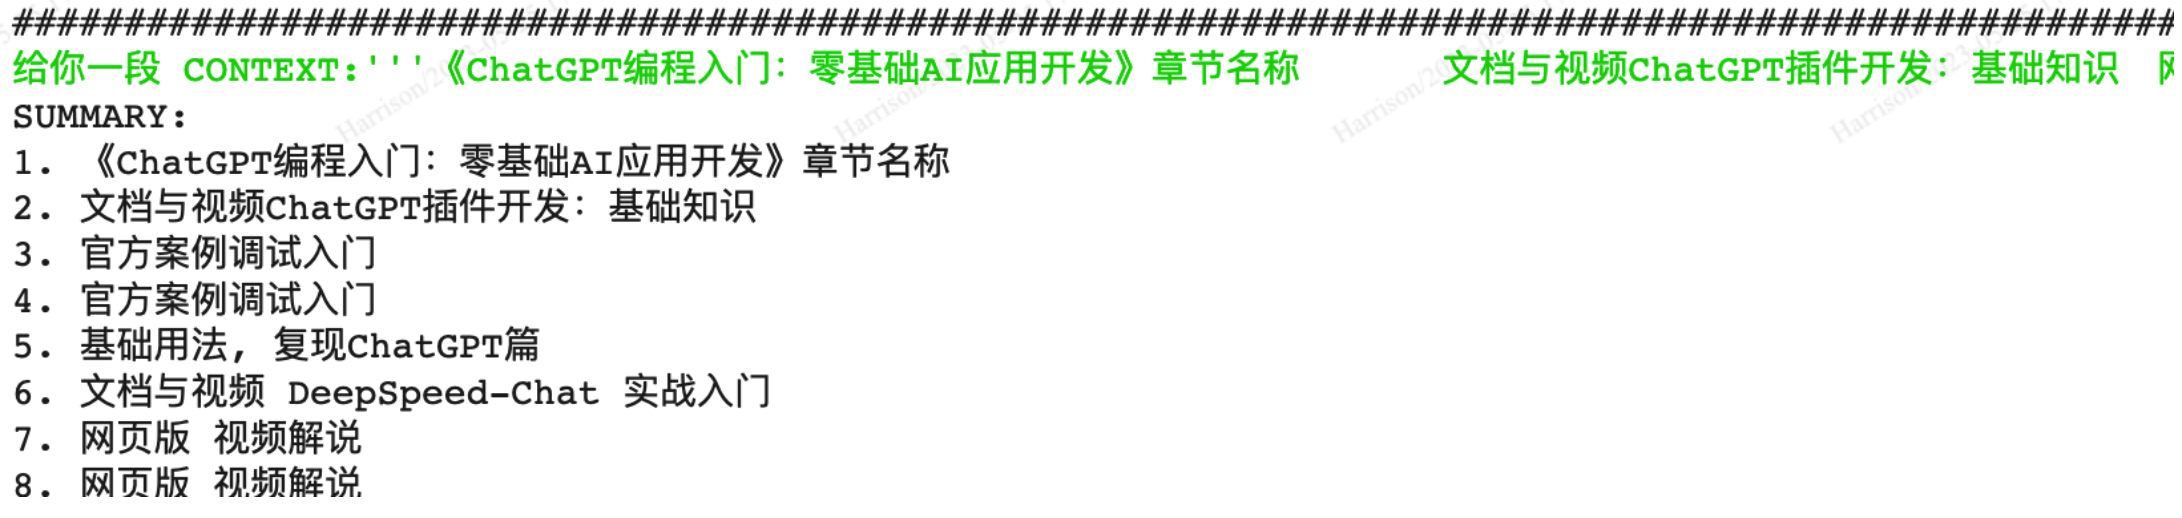 ####################################################################################################################
给你一段 CONTEXT:'''《ChatGPT编程入门：零基础AI应用开发》章节名称 文档与视频ChatGPT插件开发：基础知识
SUMMARY:
1. 《ChatGPT编程入门：零基础AI应用开发》章节名称
2. 文档与视频ChatGPT插件开发：基础知识
3. 官方案例调试入门
4. 官方案例调试入门
5. 基础用法, 复现ChatGPT篇
6. 文档与视频 DeepSpeed-Chat 实战入门
7. 网页版 视频解说
8. 网页版 视频解说